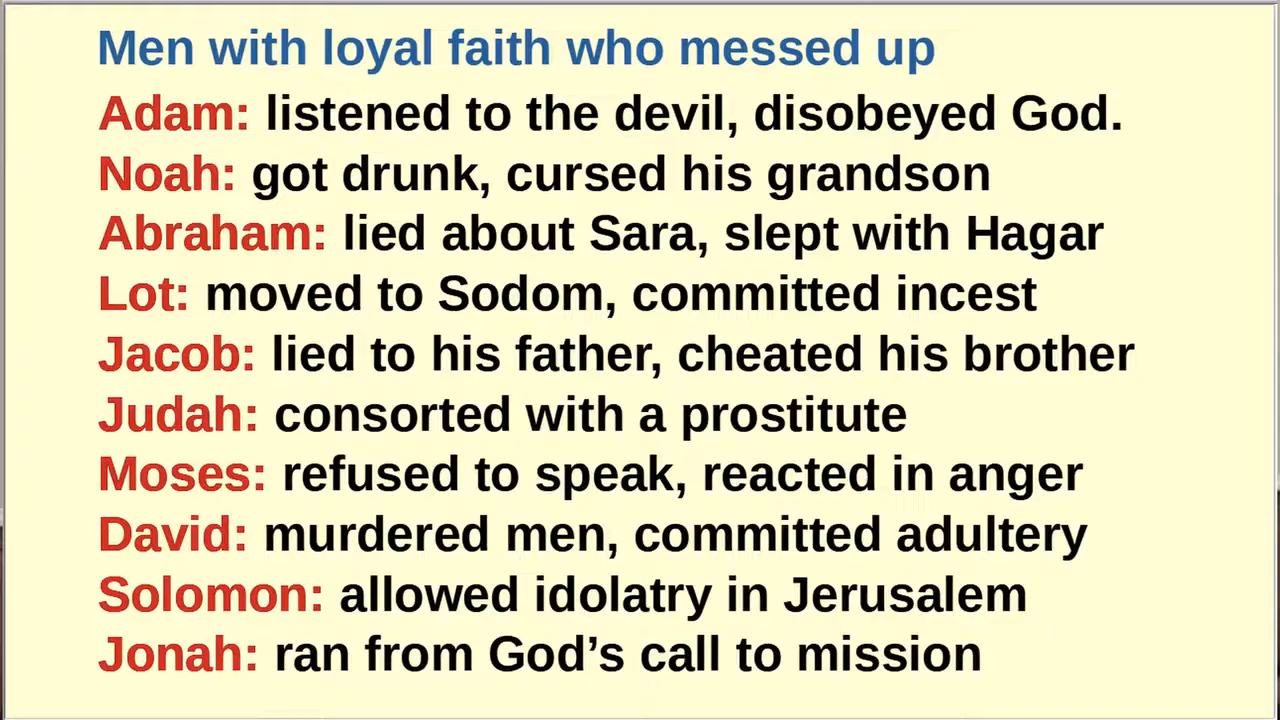 Men with loyal faith who messed up
Adam: listened to the devil, disobeyed God.
Noah: got drunk, cursed his grandson
Abraham: lied about Sara, slept with Hagar
Lot: moved to Sodom, committed incest
Jacob: lied to his father, cheated his brother
Judah: consorted with a prostitute
Moses: refused to speak, reacted in anger
David: murdered men, committed adultery
Solomon: allowed idolatry in Jerusalem
Jonah: ran from God’s call to mission